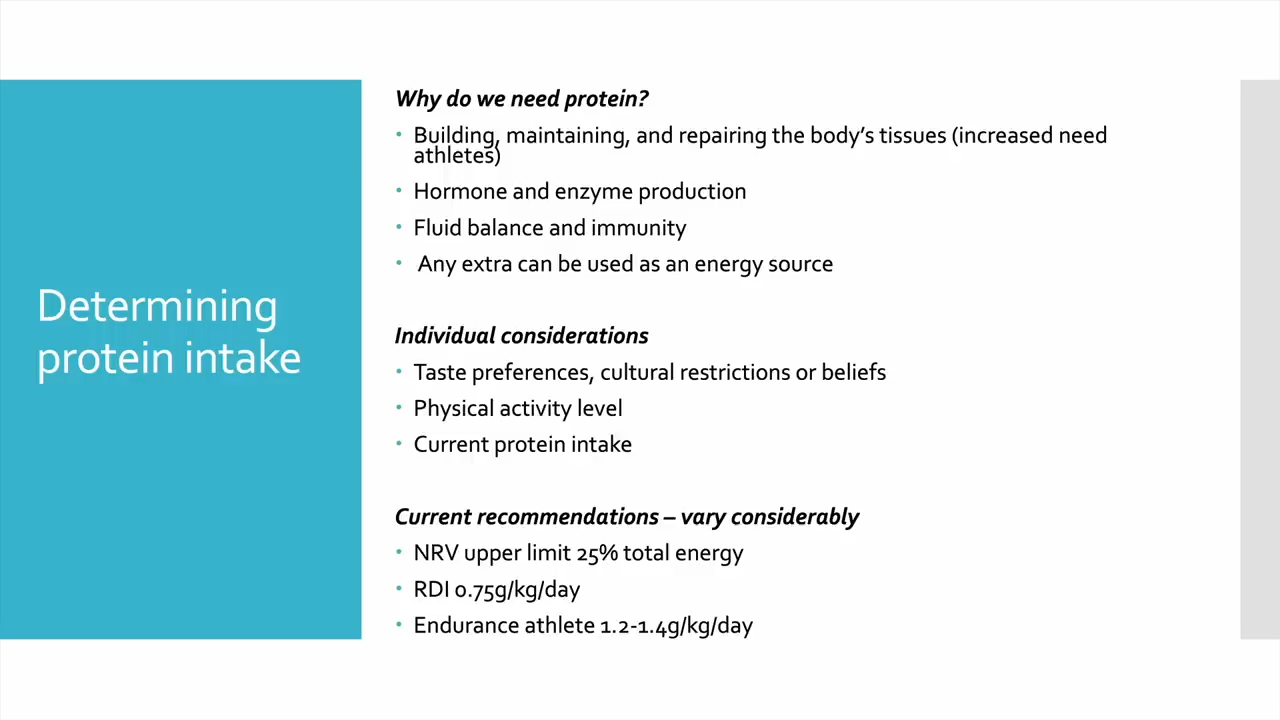 Determining
protein intake
Why do we need protein?
• Building, maintaining, and repairing the body's tissues (increased need
athletes)
• Hormone and enzyme production
• Fluid balance and immunity
• Any extra can be used as an energy source
Individual considerations
• Taste preferences, cultural restrictions or beliefs
• Physical activity level
• Current protein intake
Current recommendations – vary considerably
• NRV upper limit 25% total energy
• RDI 0.75g/kg/day
• Endurance athlete 1.2-1.4g/kg/day